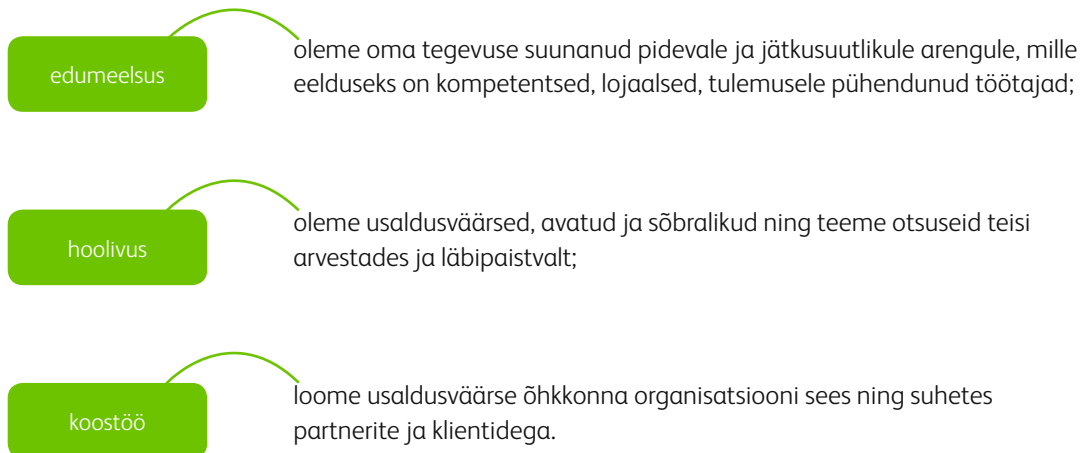 edumeelsus
oleme oma tegevuse suunanud pidevale ja jätkusuutlikule arengule, mille
eelduseks on kompetentsed, lojaalsed, tulemusele pühendunud töötajad;
hoolivus
oleme usaldusväärsed, avatud ja sõbralikud ning teeme otsuseid teisi
arvestades ja läbipaistvalt;
koostöö
loome usaldusväärse õhkkonna organisatsiooni sees ning suhetes
partnerite ja klientidega.